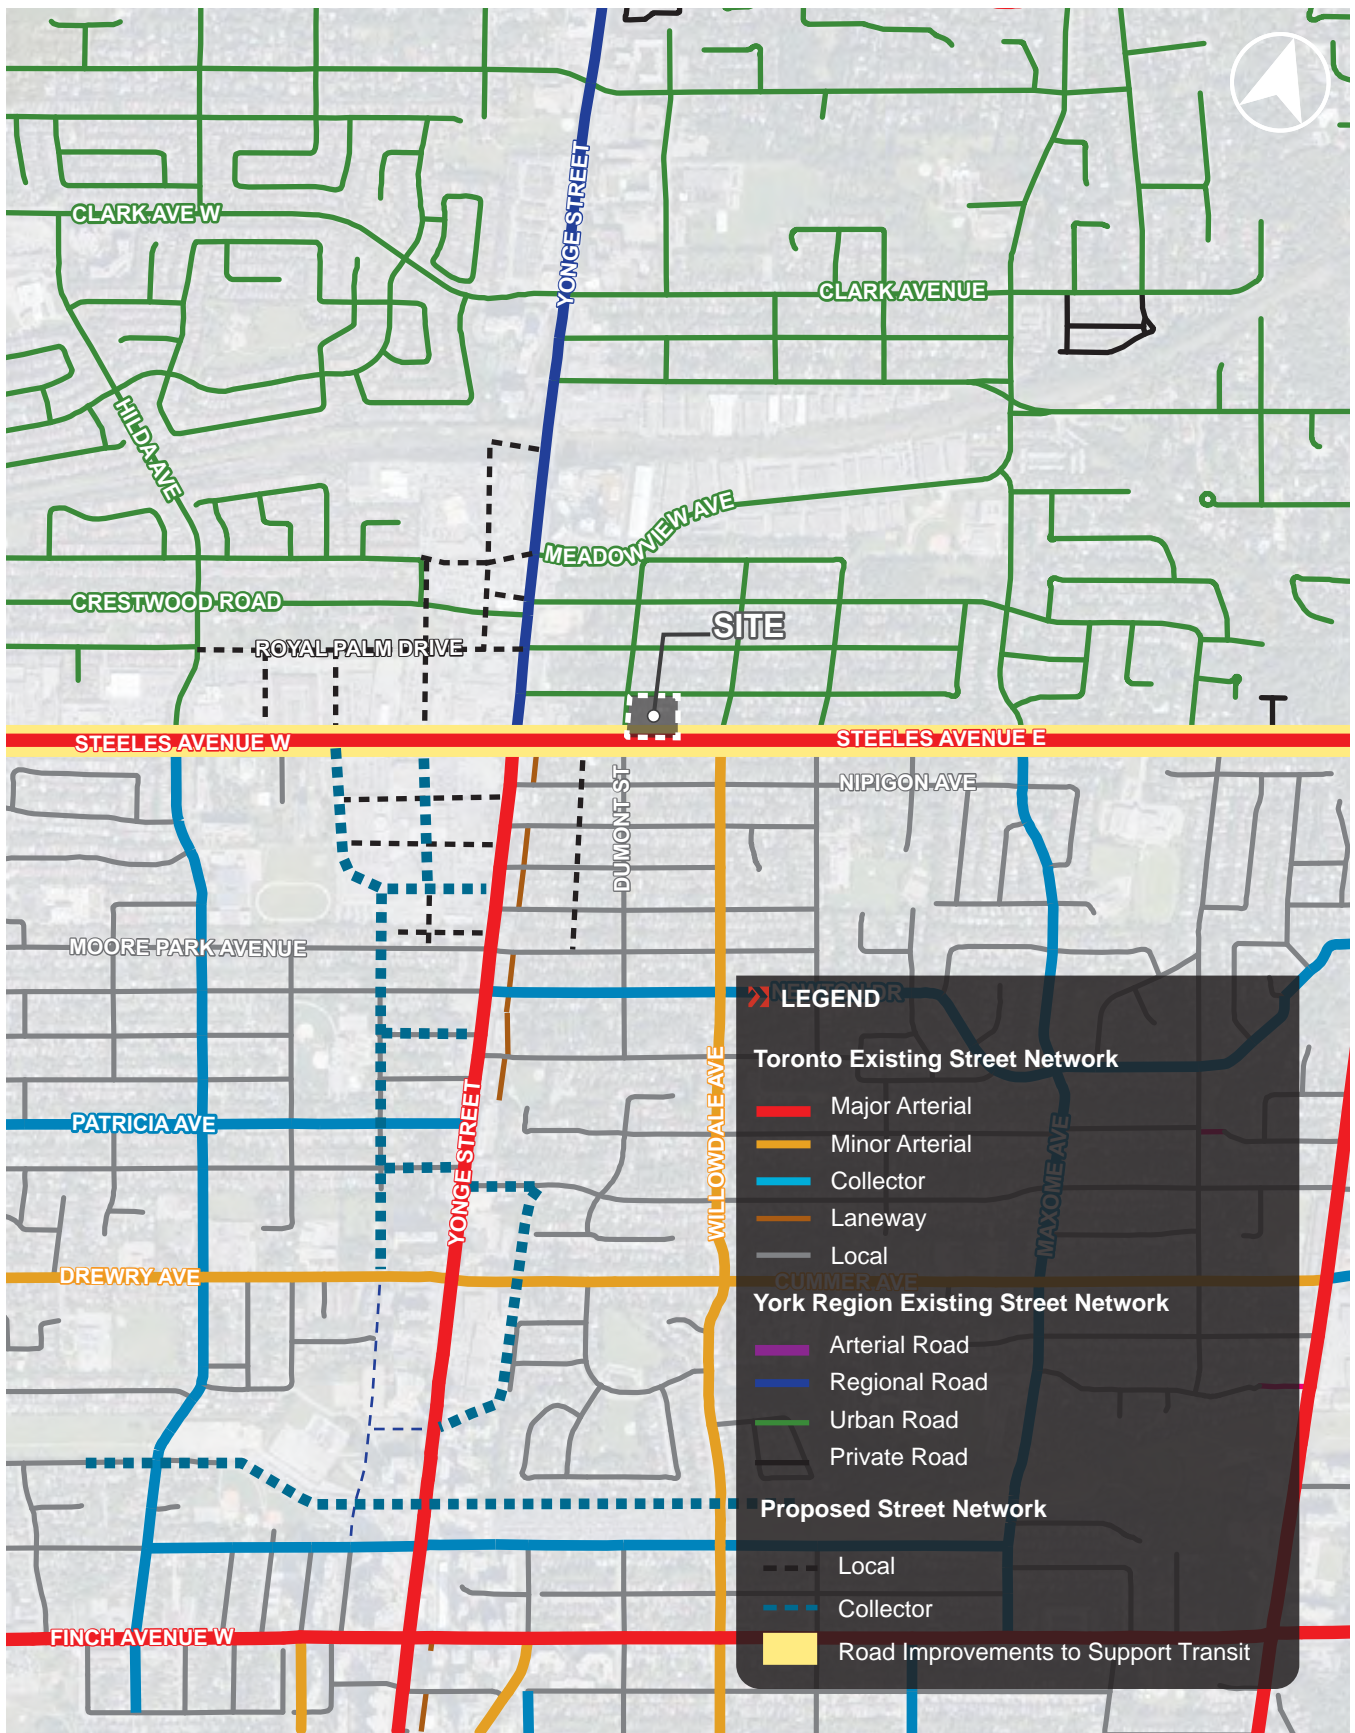 YONGE STREET
CLARK AVE W
CLARK AVENUE
HILDA AVE
MEADOWVIEW AVE
CRESTWOOD ROAD
SITE
ROYAL PALM DRIVE
STEELES AVENUE W
STEELES AVENUE E
NIPIGON AVE
DUMONT ST
MOORE PARK AVENUE
NEWTON DR
LEGEND
Toronto Existing Street Network
Major Arterial
Minor Arterial
Collector
Laneway
Local
York Region Existing Street Network
Arterial Road
Regional Road
Urban Road
Private Road
Proposed Street Network
Local
Collector
Road Improvements to Support Transit
PATRICIA AVE
YONGE STREET
WILLOWDALE AVE
MAXOME AVE
DREWRY AVE
CUMMER AVE
FINCH AVENUE W